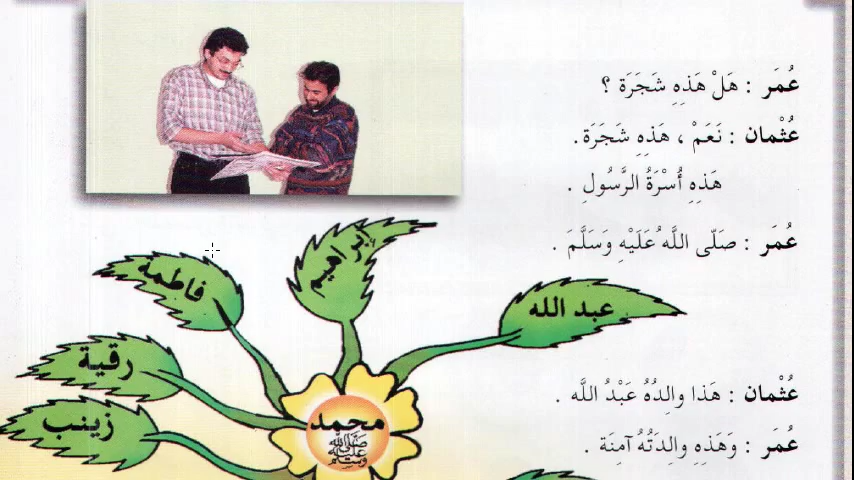 عُمَر : هَلْ هَذِهِ شَجَرَة ؟
عُثْمان : نَعَمْ ، هَذِهِ شَجَرَة.
هَذِهِ أُسْرَةُ الرَّسُولِ .
عُمَر : صَلّى اللَّه ُعَلَيْهِ وَسَلَّمَ .
إبراهيم
فاطمة
عبد الله
رقية
زينب
محمد
صلى الله
عليه
وسلم
عُثْمان : هَذا والِدُهُ عَبْدُ اللَّه .
عُمَر : وَهَذِهِ والِدَتُهُ آمِنَة .